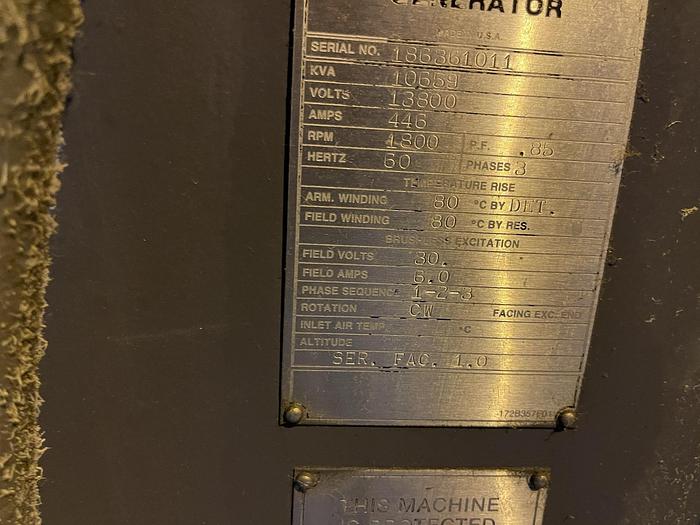 GENERATOR
MADE IN U.S.A.
SERIAL NO. 186361011
KVA 10659
VOLTS 13800
AMPS 446
RPM 1800 P.F. .85
HERTZ 60 PHASES 3
TEMPERATURE RISE
ARM. WINDING 80 °C BY DET.
FIELD WINDING 80 °C BY RES.
BRUSHLESS EXCITATION
FIELD VOLTS 80.
FIELD AMPS 6.0
PHASE SEQUENCE 1-2-3
ROTATION CW FACING EXC. END
INLET AIR TEMP. °C
ALTITUDE
SER. FAC. 1.0
THIS MACHINE
IS PROTECTED